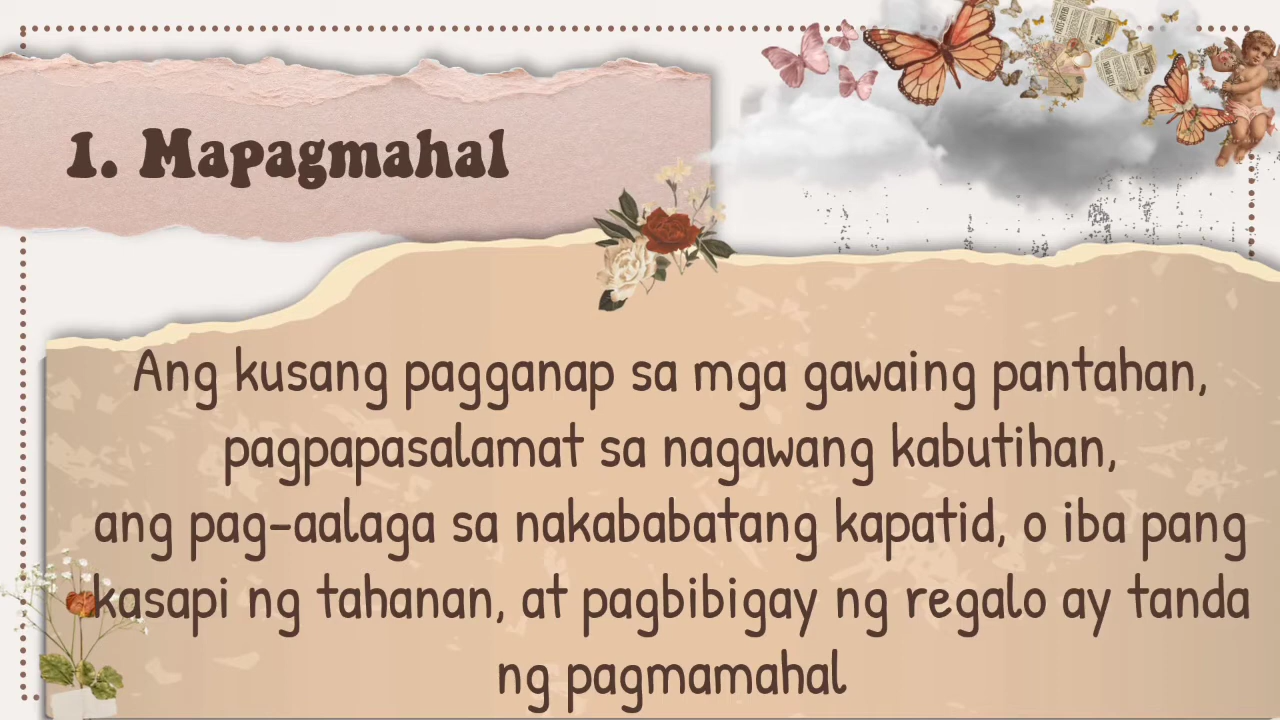 1. Mapagmahal
Ang kusang pagganap sa mga gawaing pantahan,
pagpapasalamat sa nagawang kabutihan,
ang pag-aalaga sa nakababatang kapatid, o iba pang
kasapi ng tahanan, at pagbibigay ng regalo ay tanda
ng pagmamahal